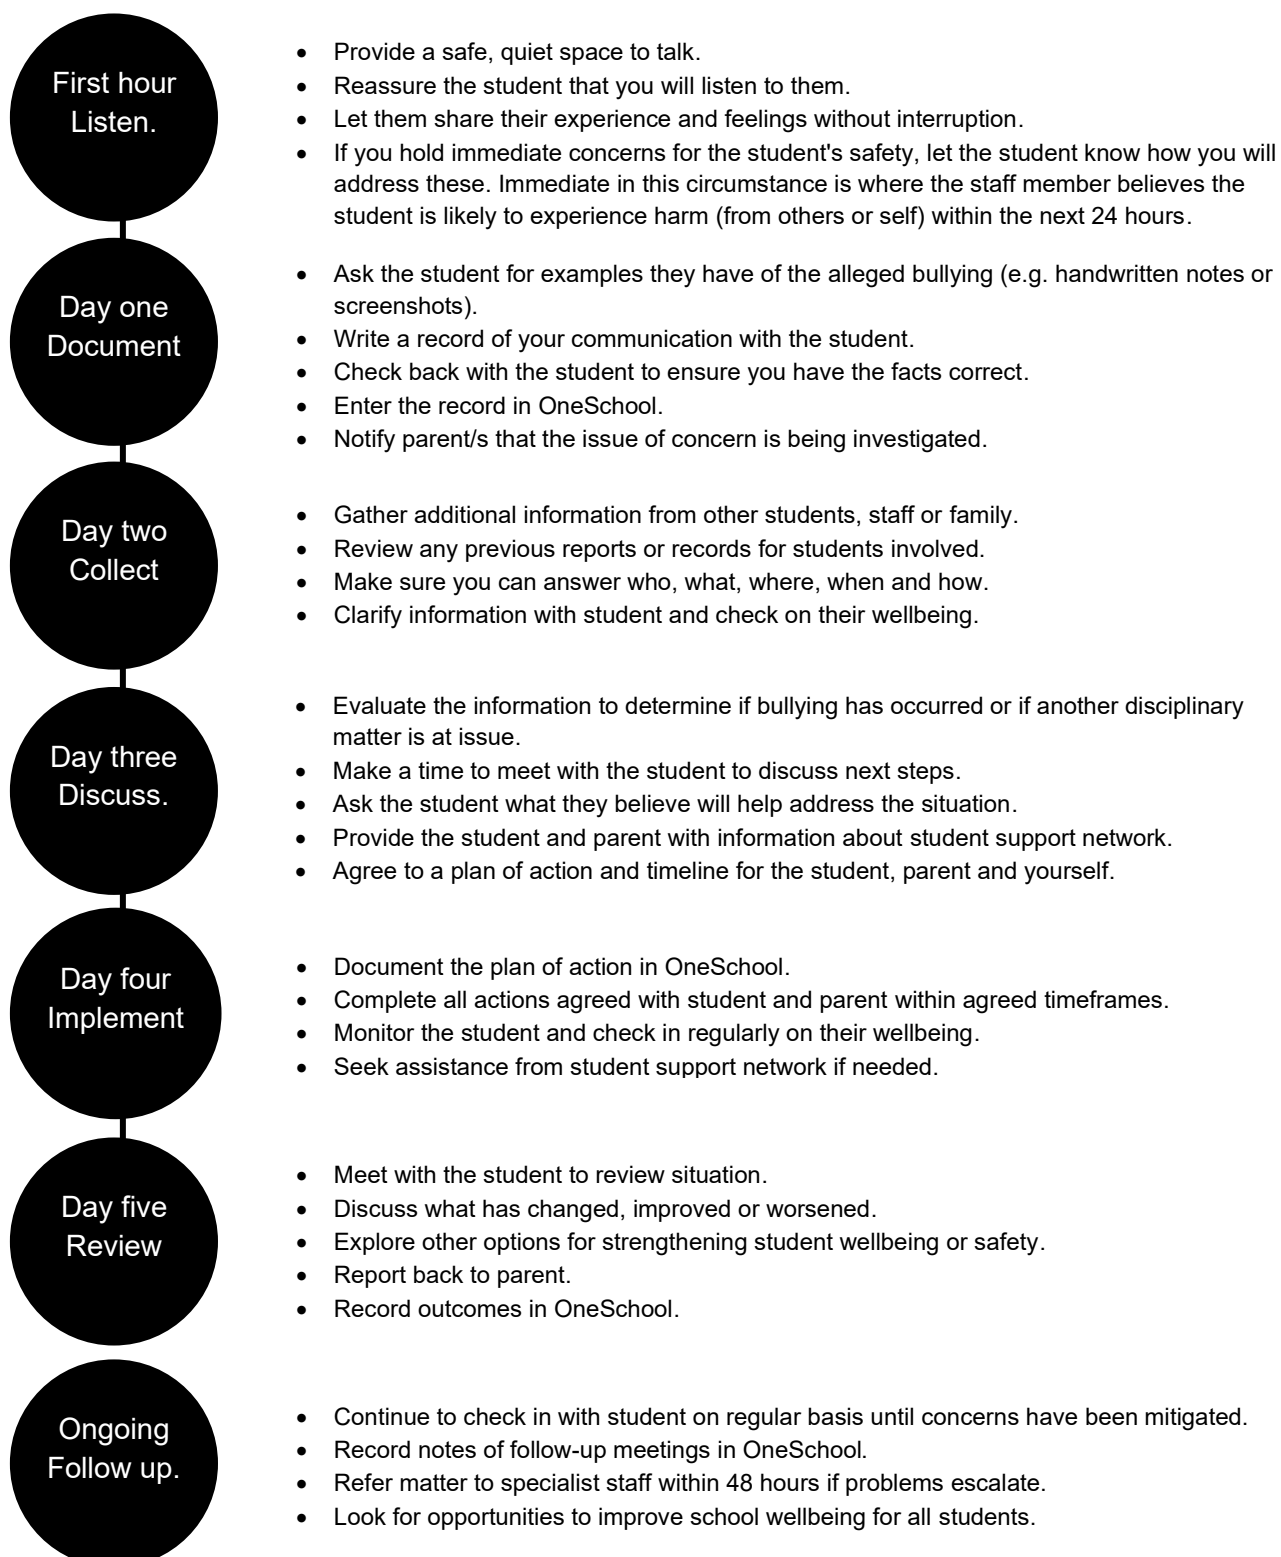 First hour
Listen.
• Provide a safe, quiet space to talk.
• Reassure the student that you will listen to them.
• Let them share their experience and feelings without interruption.
• If you hold immediate concerns for the student's safety, let the student know how you will
address these. Immediate in this circumstance is where the staff member believes the
student is likely to experience harm (from others or self) within the next 24 hours.
Day one
Document
• Ask the student for examples they have of the alleged bullying (e.g. handwritten notes or
screenshots).
• Write a record of your communication with the student.
• Check back with the student to ensure you have the facts correct.
• Enter the record in OneSchool.
• Notify parent/s that the issue of concern is being investigated.
Day two
Collect
• Gather additional information from other students, staff or family.
• Review any previous reports or records for students involved.
• Make sure you can answer who, what, where, when and how.
• Clarify information with student and check on their wellbeing.
Day three
Discuss.
• Evaluate the information to determine if bullying has occurred or if another disciplinary
matter is at issue.
• Make a time to meet with the student to discuss next steps.
• Ask the student what they believe will help address the situation.
• Provide the student and parent with information about student support network.
• Agree to a plan of action and timeline for the student, parent and yourself.
Day four
Implement
• Document the plan of action in OneSchool.
• Complete all actions agreed with student and parent within agreed timeframes.
• Monitor the student and check in regularly on their wellbeing.
• Seek assistance from student support network if needed.
Day five
Review
• Meet with the student to review situation.
• Discuss what has changed, improved or worsened.
• Explore other options for strengthening student wellbeing or safety.
• Report back to parent.
• Record outcomes in OneSchool.
Ongoing
Follow up.
• Continue to check in with student on regular basis until concerns have been mitigated.
• Record notes of follow-up meetings in OneSchool.
• Refer matter to specialist staff within 48 hours if problems escalate.
• Look for opportunities to improve school wellbeing for all students.